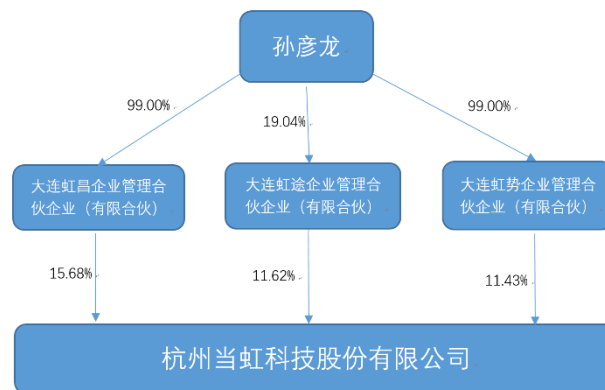 孙彦龙
99.00%
19.04%
99.00%
大连虹昌企业管理合
伙企业（有限合伙）
大连虹途企业管理合
伙企业（有限合伙）
大连虹势企业管理合
伙企业（有限合伙）
15.68%
11.62%
11.43%
杭州当虹科技股份有限公司